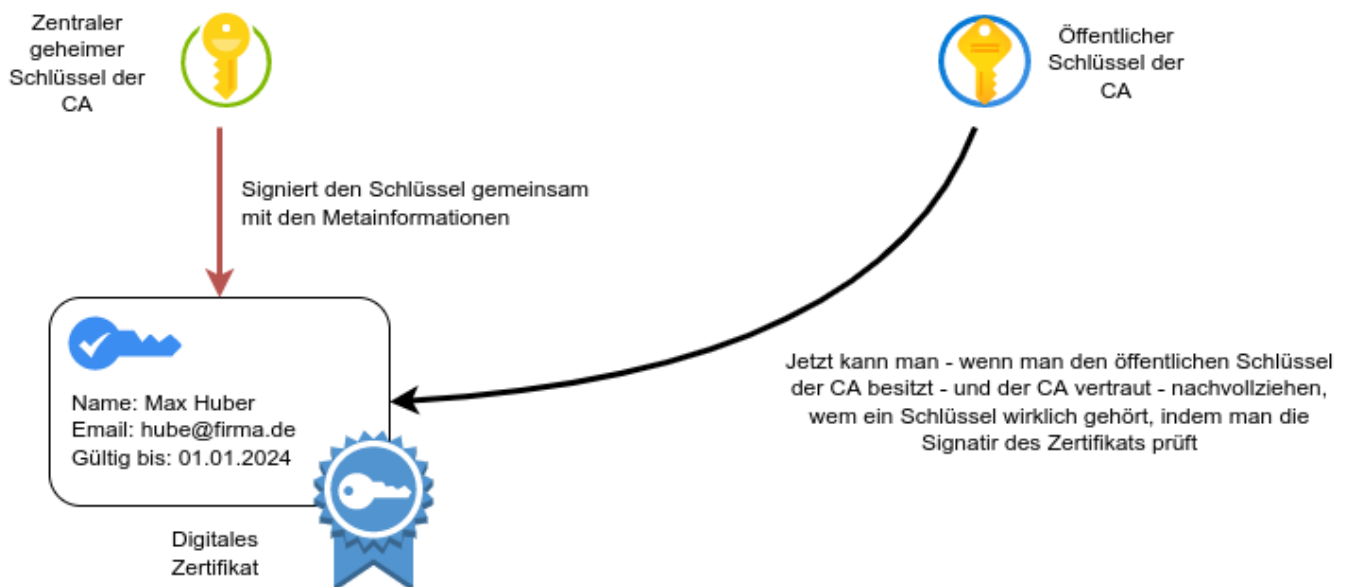 Zentraler
geheimer
Schlüssel der
CA
Öffentlicher
Schlüssel der
CA
Signiert den Schlüssel gemeinsam
mit den Metainformationen
Jetzt kann man - wenn man den öffentlichen Schlüssel
der CA besitzt - und der CA vertraut - nachvollziehen,
wem ein Schlüssel wirklich gehört, indem man die
Signatir des Zertifikats prüft
Name: Max Huber
Email: hube@firma.de
Gültig bis: 01.01.2024
Digitales
Zertifikat